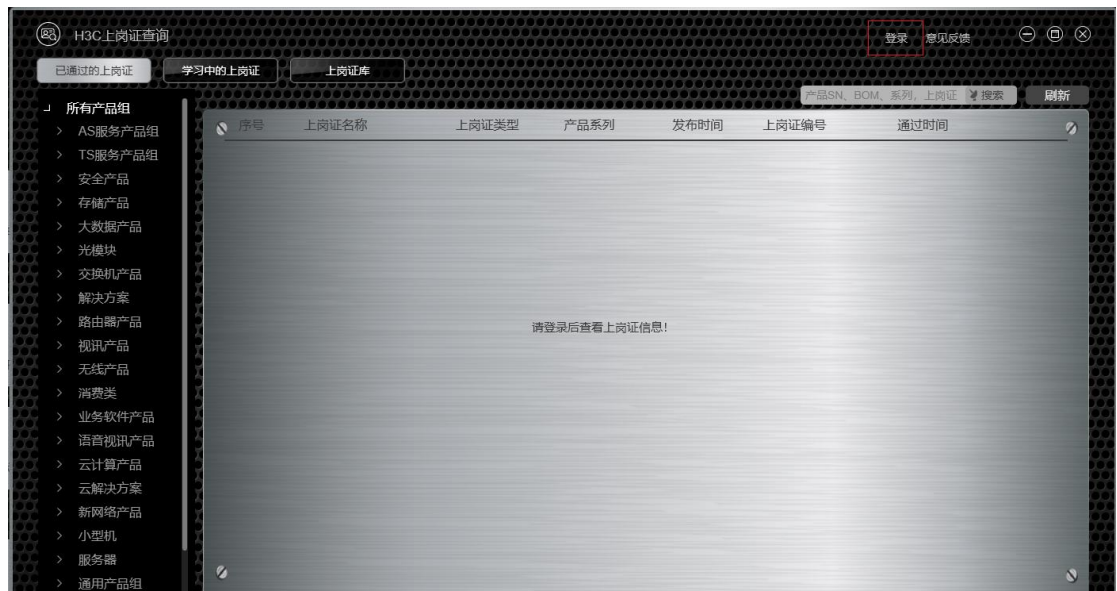 H3C上岗证查询
登录 意见反馈
已通过的上岗证 学习中的上岗证 上岗证库
产品SN、BOM、系列、上岗证 搜索 刷新
所有产品组
AS服务产品组
TS服务产品组
安全产品
存储产品
大数据产品
光模块
交换机产品
解决方案
路由器产品
视讯产品
无线产品
消费类
业务软件产品
语音视讯产品
云计算产品
云解决方案
新网络产品
小型机
服务器
通用产品组
序号 上岗证名称 上岗证类型 产品系列 发布时间 上岗证编号 通过时间
请登录后查看上岗证信息！